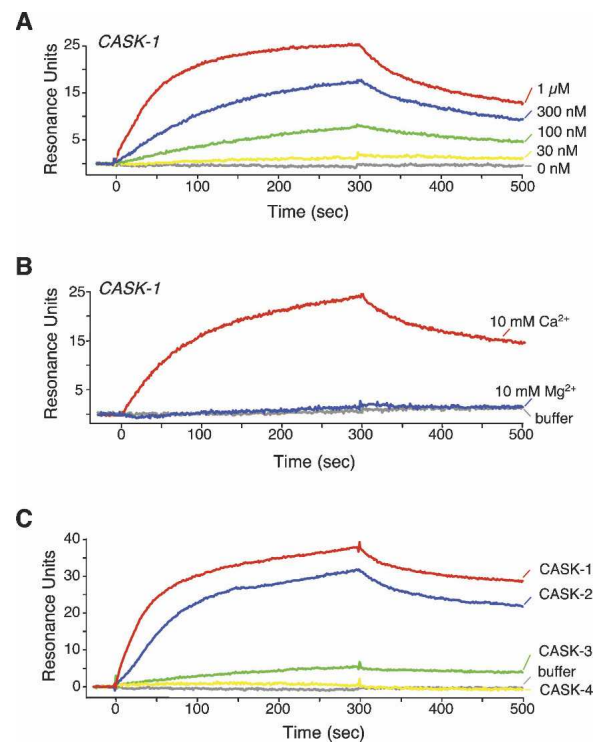 A
CASK-1
Resonance Units
25
15
5
0
1 µM
300 nM
100 nM
30 nM
0 nM
0 100 200 300 400 500
Time (sec)
B
CASK-1
Resonance Units
25
15
5
0
10 mM Ca²⁺
10 mM Mg²⁺
buffer
0 100 200 300 400 500
Time (sec)
C
Resonance Units
40
30
20
10
0
CASK-1
CASK-2
CASK-3
buffer
CASK-4
0 100 200 300 400 500
Time (sec)